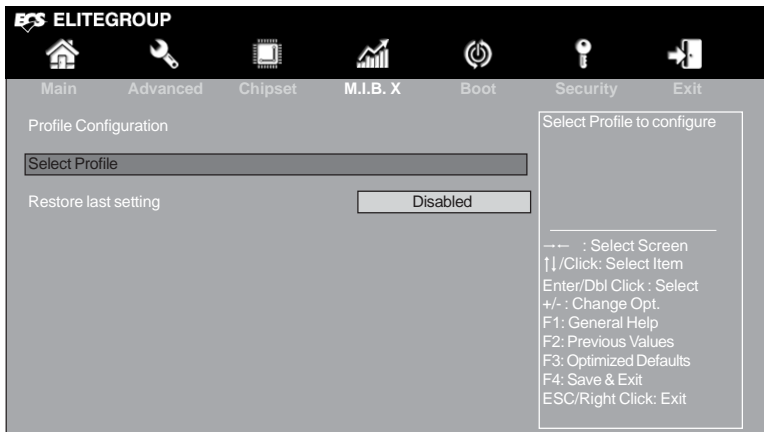 ECS ELITEGROUP
Main Advanced Chipset M.I.B. X Boot Security Exit
Profile Configuration
Select Profile
Restore last setting Disabled
Select Profile to configure
→← : Select Screen
↑↓/Click: Select Item
Enter/Dbl Click : Select
+/- : Change Opt.
F1: General Help
F2: Previous Values
F3: Optimized Defaults
F4: Save & Exit
ESC/Right Click: Exit